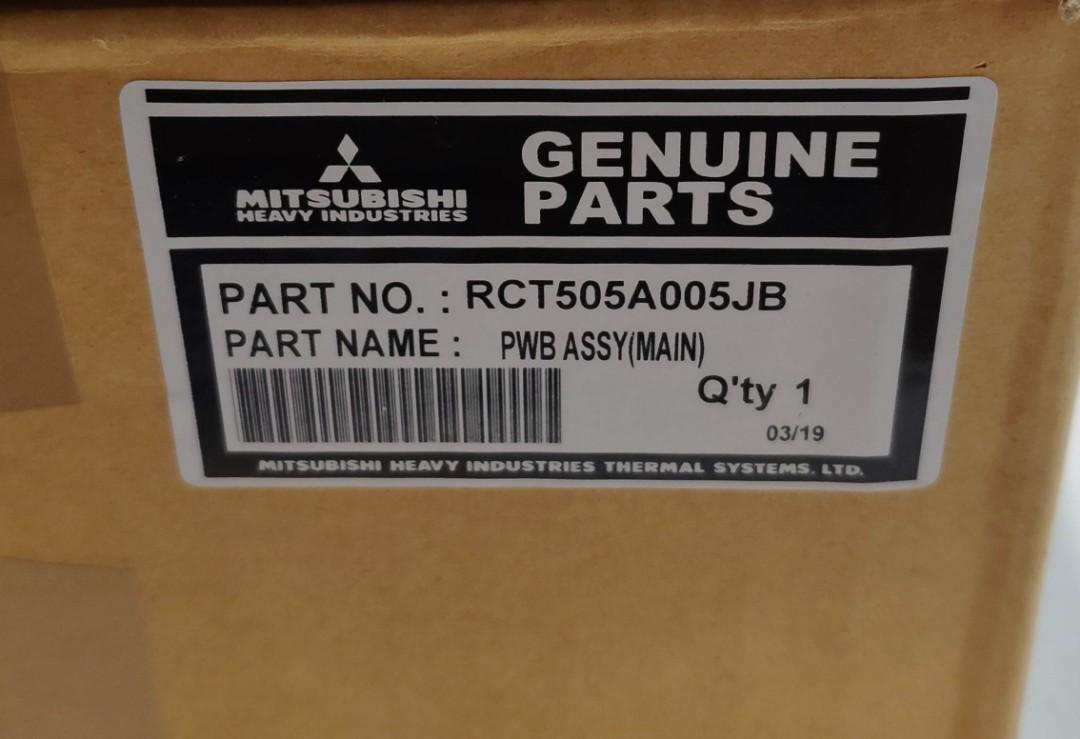 MITSUBISHI
HEAVY INDUSTRIES
GENUINE
PARTS
PART NO. : RCT505A005JB
PART NAME : PWB ASSY(MAIN)
Q'ty 1
03/19
MITSUBISHI HEAVY INDUSTRIES THERMAL SYSTEMS, LTD.